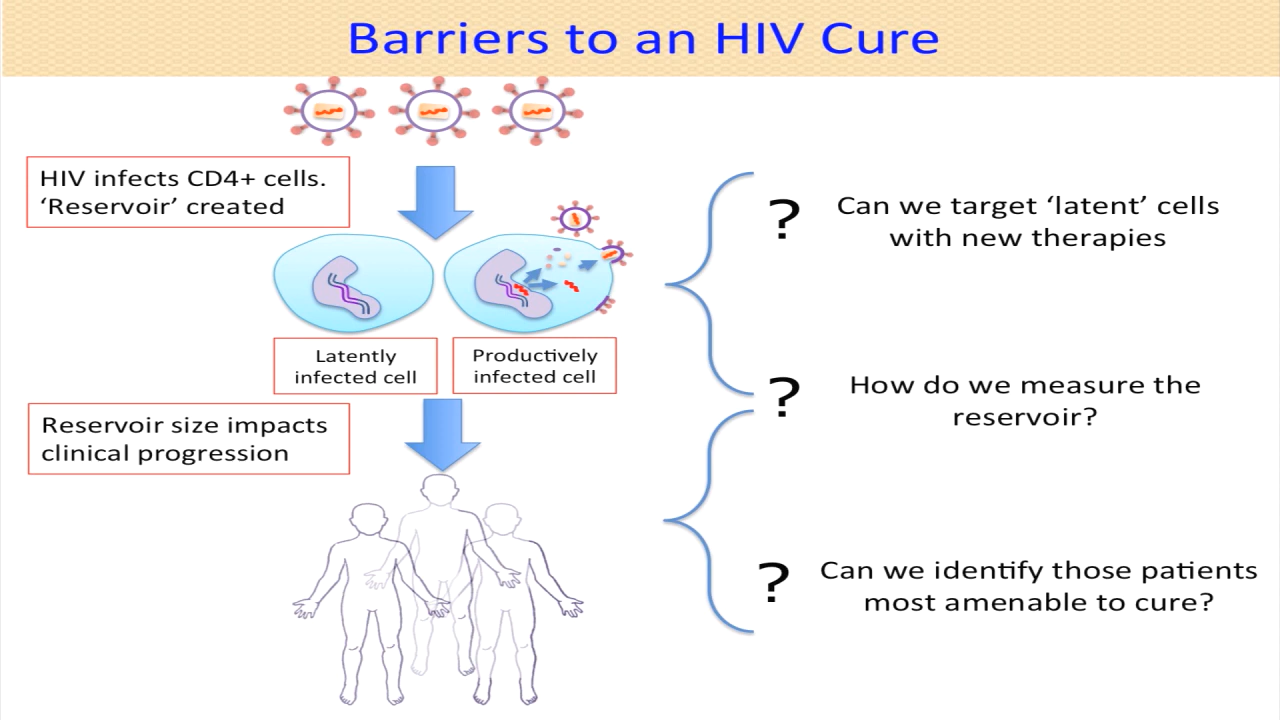 Barriers to an HIV Cure
HIV infects CD4+ cells.
‘Reservoir’ created
Latently
infected cell
Productively
infected cell
Reservoir size impacts
clinical progression
? Can we target ‘latent’ cells
with new therapies
? How do we measure the
reservoir?
? Can we identify those patients
most amenable to cure?